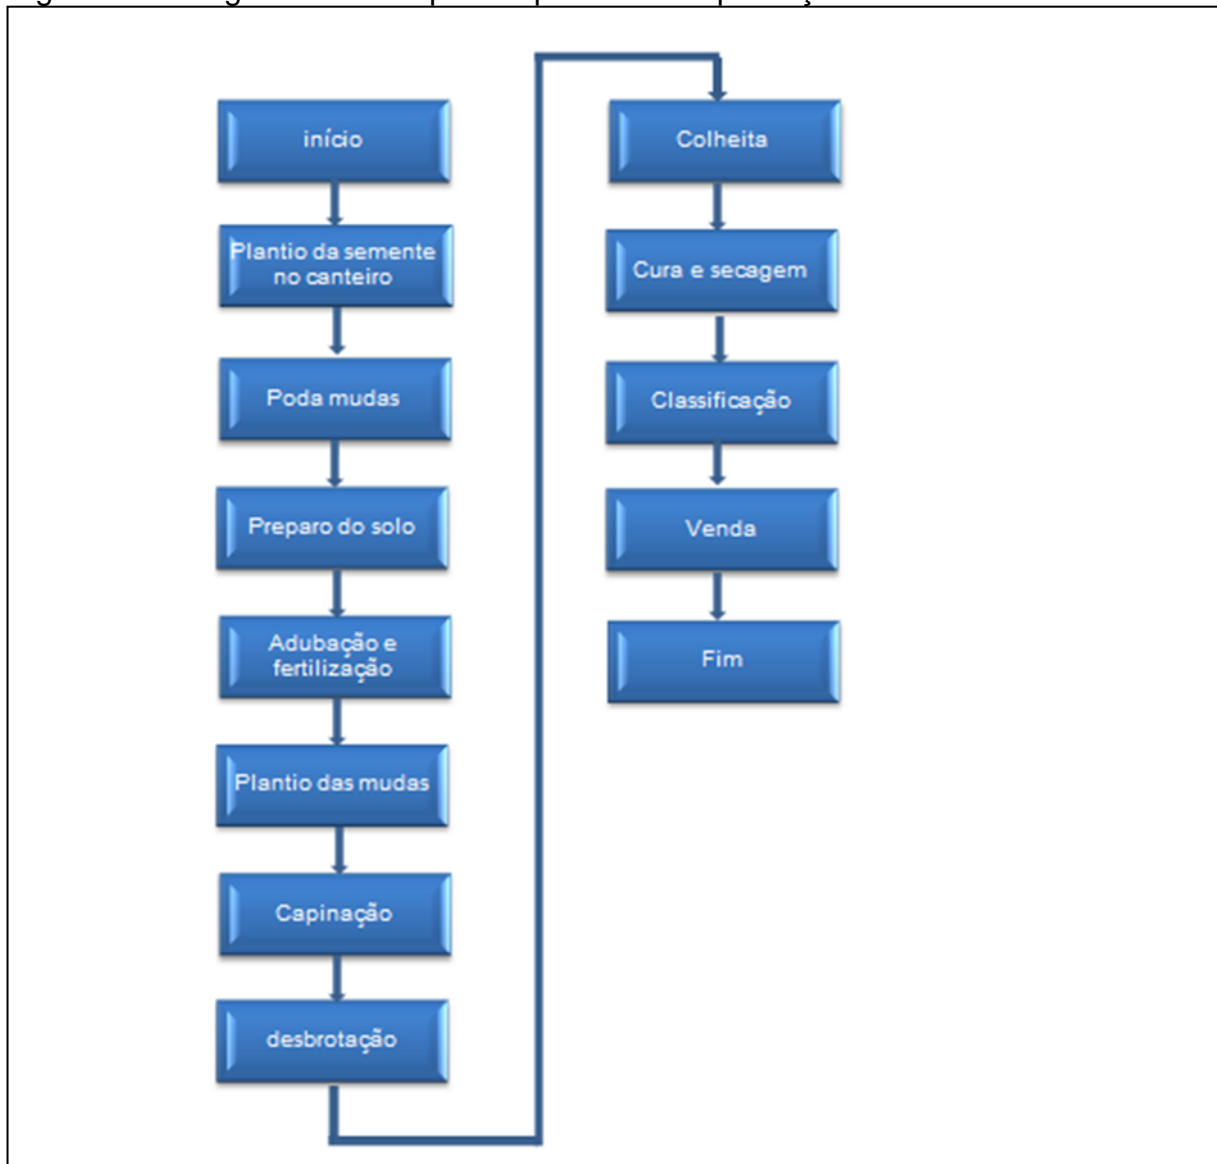 início
Plantio da semente
no canteiro
Poda mudas
Preparo do solo
Adubação e
fertilização
Plantio das mudas
Capinação
desbrotação
Colheita
Cura e secagem
Classificação
Venda
Fim